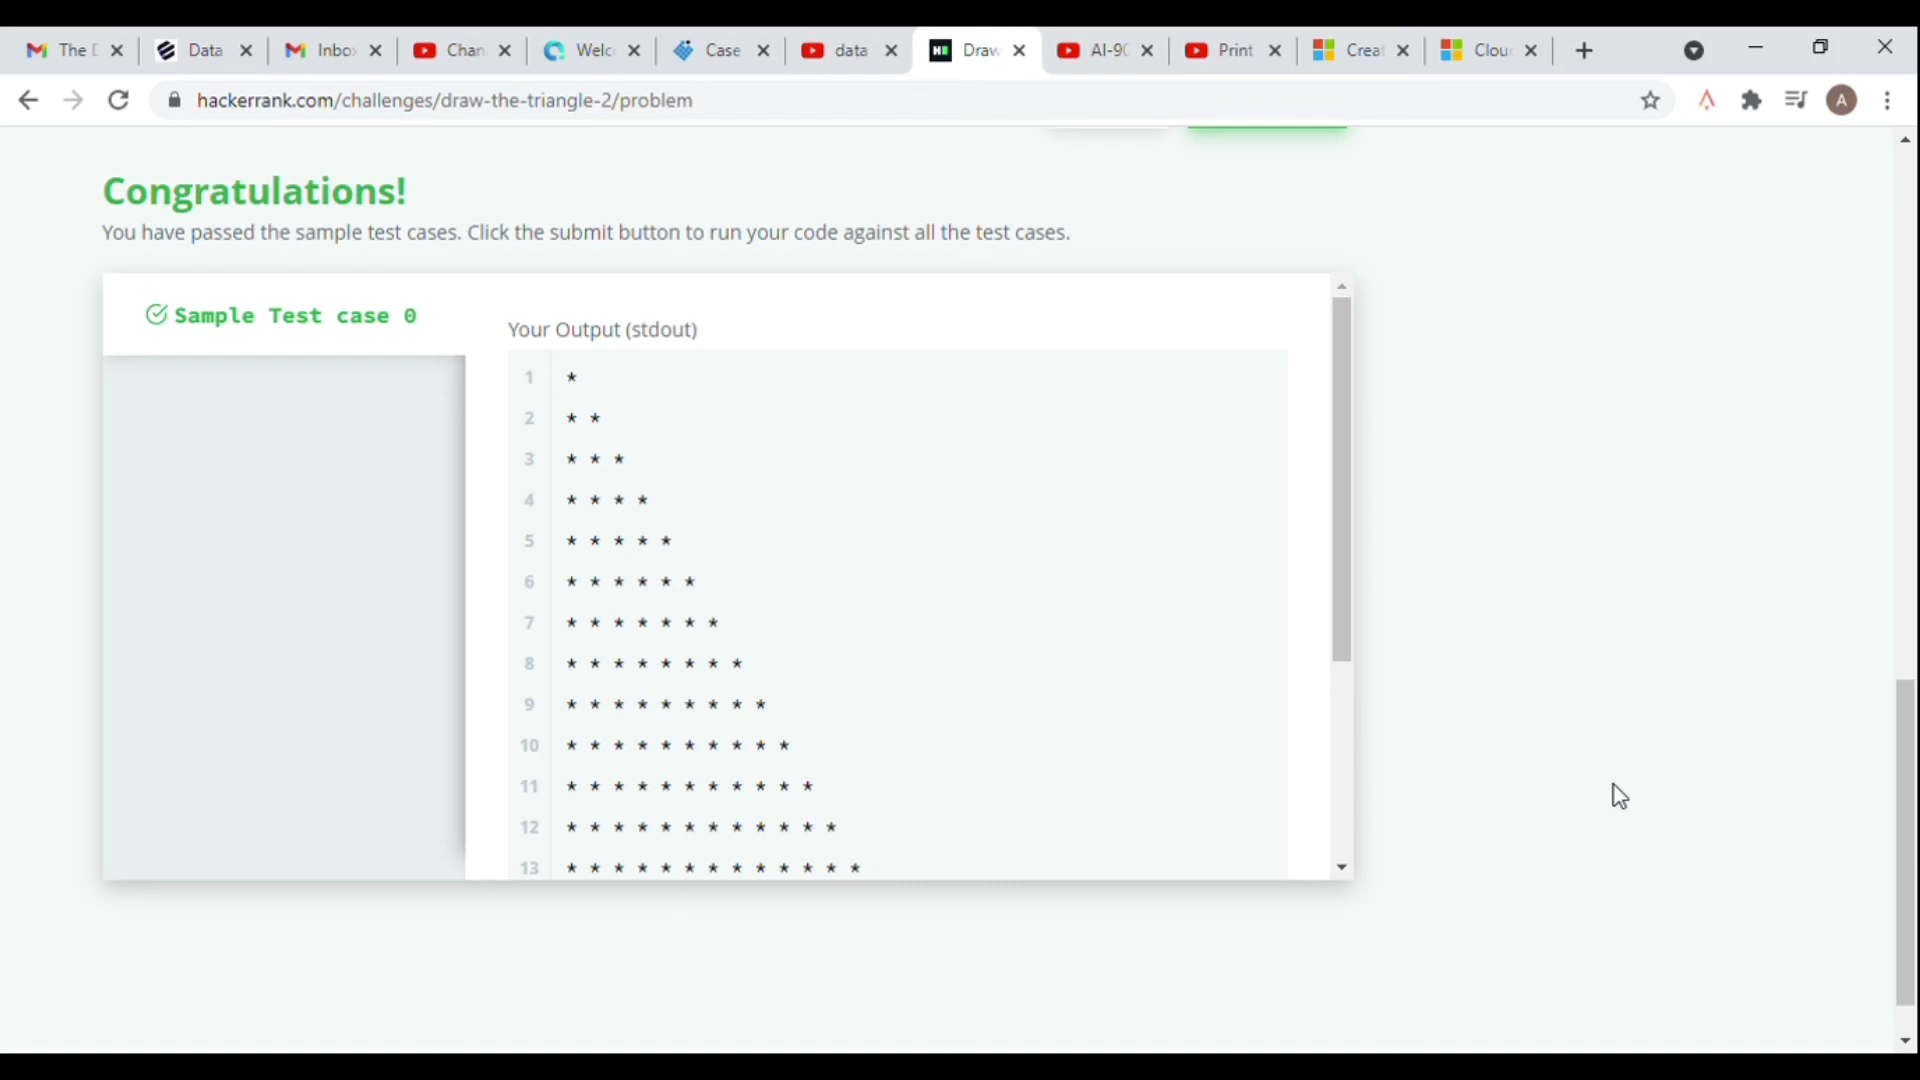 The
Data
Inbo
Chan
Welc
Case
data
Draw
AI-90
Print
Creat
Clou
hackerrank.com/challenges/draw-the-triangle-2/problem
A
Congratulations!
You have passed the sample test cases. Click the submit button to run your code against all the test cases.
Sample Test case 0
Your Output (stdout)
1 *
2 * *
3 * * *
4 * * * *
5 * * * * *
6 * * * * * *
7 * * * * * * *
8 * * * * * * * *
9 * * * * * * * * *
10 * * * * * * * * * *
11 * * * * * * * * * * *
12 * * * * * * * * * * * *
13 * * * * * * * * * * * * *